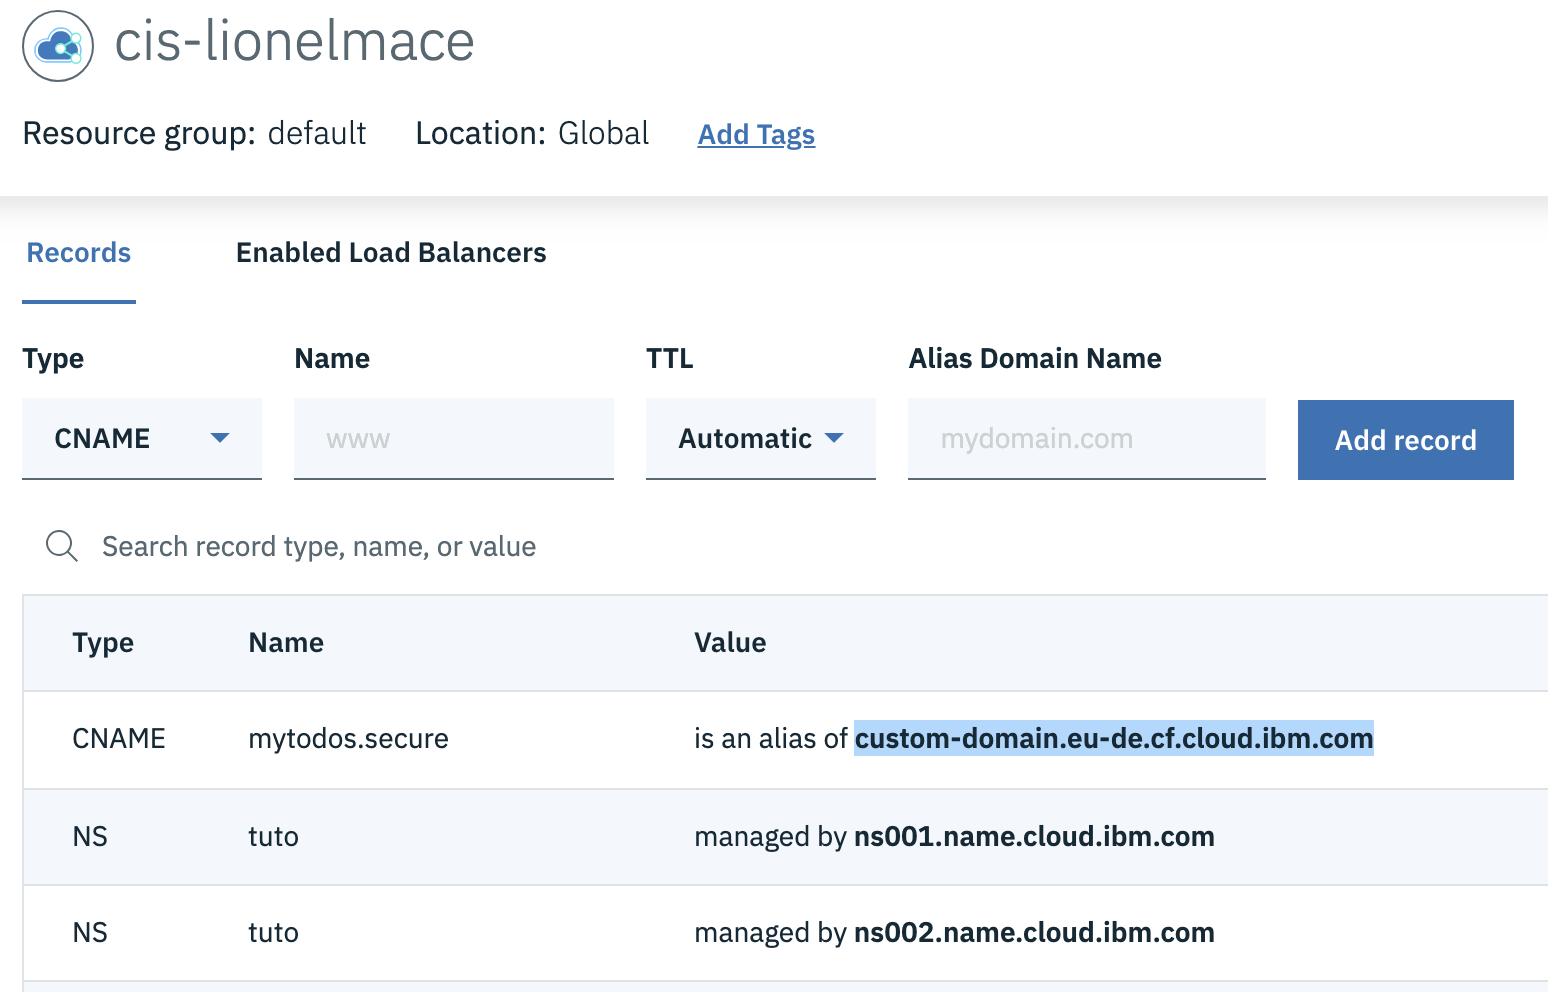 cis-lionelmace
Resource group: default Location: Global Add Tags
Records Enabled Load Balancers
Type Name TTL Alias Domain Name
CNAME www Automatic mydomain.com Add record
Search record type, name, or value
Type Name Value
CNAME mytodos.secure is an alias of custom-domain.eu-de.cf.cloud.ibm.com
NS tuto managed by ns001.name.cloud.ibm.com
NS tuto managed by ns002.name.cloud.ibm.com